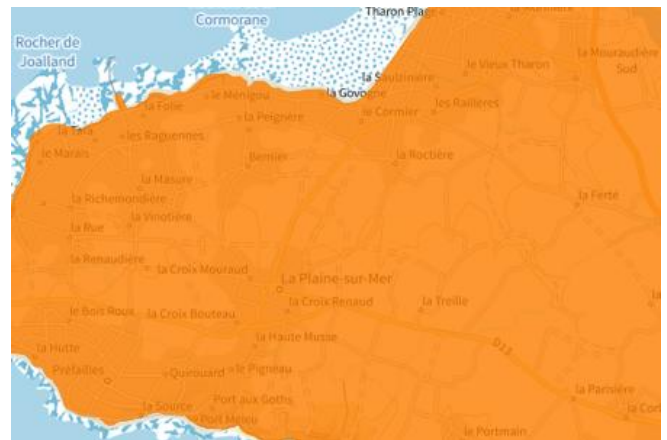 Cormorane
Tharon Plage
Rocher de
Joalland
la Mouraudière
Sud
le Vieux Tharon
la Saulzinière
la Govogne
le Ménigou
la Folie
le Cormier
les Raillères
la Peignère
la Tara
les Raguennes
le Marais
Bernier
la Roctière
la Masure
la Richemondière
la Ferté
la Vinotière
la Rue
la Renaudière
la Croix Mouraud
La Plaine-sur-Mer
le Bois Roux
la Croix Bouteau
la Croix Renaud
la Treille
la Haute Musse
D13
la Hutte
Préfailles
Quirouard
le Pigneau
la Parnière
la Source
Port aux Goths
le Port Meleu
le Portmain